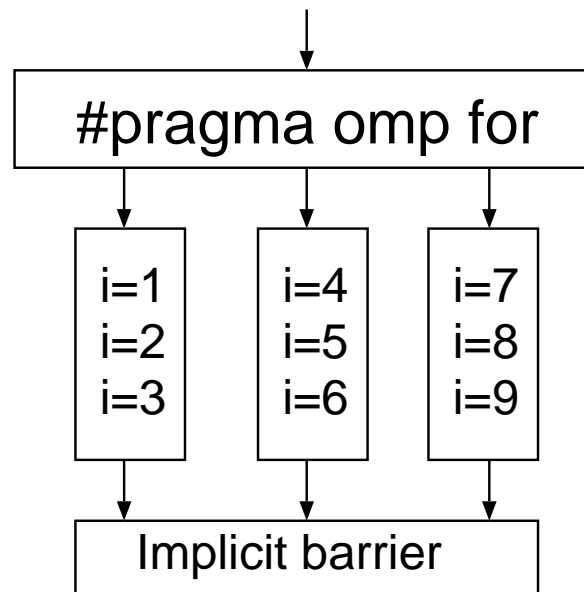 #pragma omp for
i=1
i=2
i=3
i=4
i=5
i=6
i=7
i=8
i=9
Implicit barrier